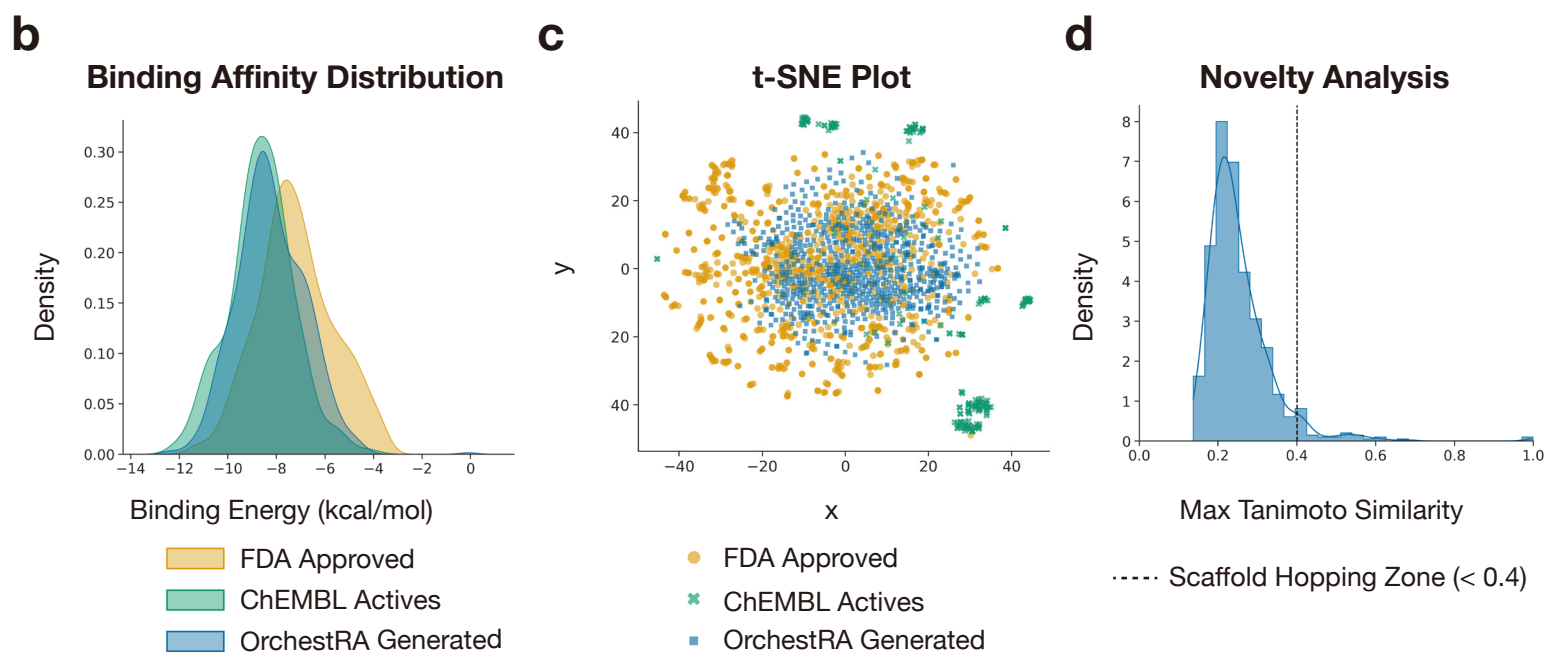 b
Binding Affinity Distribution
Density
0.30
0.25
0.20
0.15
0.10
0.05
0.00
−14 −12 −10 −8 −6 −4 −2 0
Binding Energy (kcal/mol)
FDA Approved
ChEMBL Actives
OrchestRA Generated
c
t-SNE Plot
y
40
20
0
20
40
−40 −20 0 20 40
x
FDA Approved
ChEMBL Actives
OrchestRA Generated
d
Novelty Analysis
Density
8
7
6
5
4
3
2
1
0
0.0 0.2 0.4 0.6 0.8 1.0
Max Tanimoto Similarity
Scaffold Hopping Zone (< 0.4)